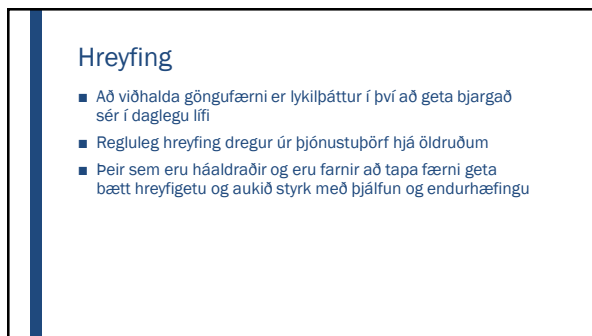 Hreyfing
■ Að viðhalda göngufærni er lykilþáttur í því að geta bjargað
sér í daglegu lífi
■ Regluleg hreyfing dregur úr þjónustuþörf hjá öldruðum
■ Þeir sem eru háaldraðir og eru farnir að tapa færni geta
bætt hreyfigetu og aukið styrk með þjálfun og endurhæfingu